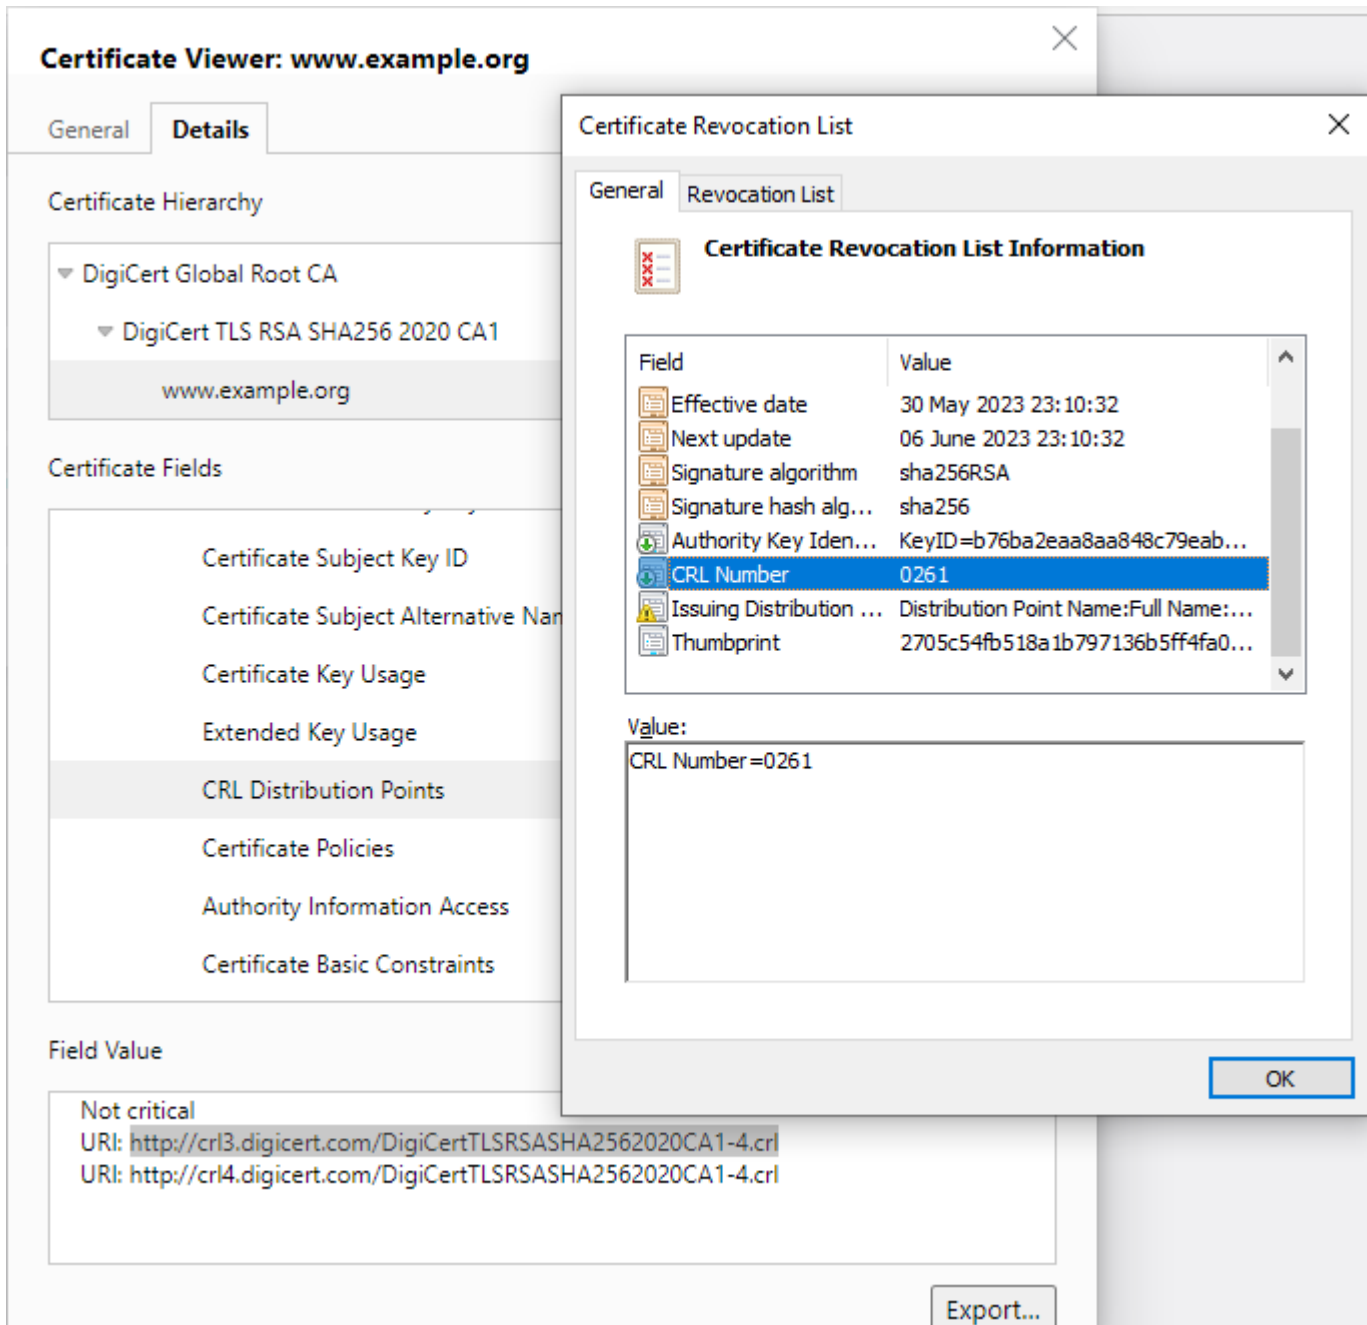 Certificate Viewer: www.example.org
General
Details
Certificate Hierarchy
DigiCert Global Root CA
DigiCert TLS RSA SHA256 2020 CA1
www.example.org
Certificate Fields
Certificate Subject Key ID
Certificate Subject Alternative Nam
Certificate Key Usage
Extended Key Usage
CRL Distribution Points
Certificate Policies
Authority Information Access
Certificate Basic Constraints
Field Value
Not critical
URI: http://crl3.digicert.com/DigiCertTLSRSASHA2562020CA1-4.crl
URI: http://crl4.digicert.com/DigiCertTLSRSASHA2562020CA1-4.crl
Export...
Certificate Revocation List
General
Revocation List
Certificate Revocation List Information
Field Value
Effective date 30 May 2023 23:10:32
Next update 06 June 2023 23:10:32
Signature algorithm sha256RSA
Signature hash alg... sha256
Authority Key Iden... KeyID=b76ba2eaa8aa848c79eab...
CRL Number 0261
Issuing Distribution ... Distribution Point Name:Full Name:...
Thumbprint 2705c54fb518a1b797136b5ff4fa0...
Value:
CRL Number=0261
OK